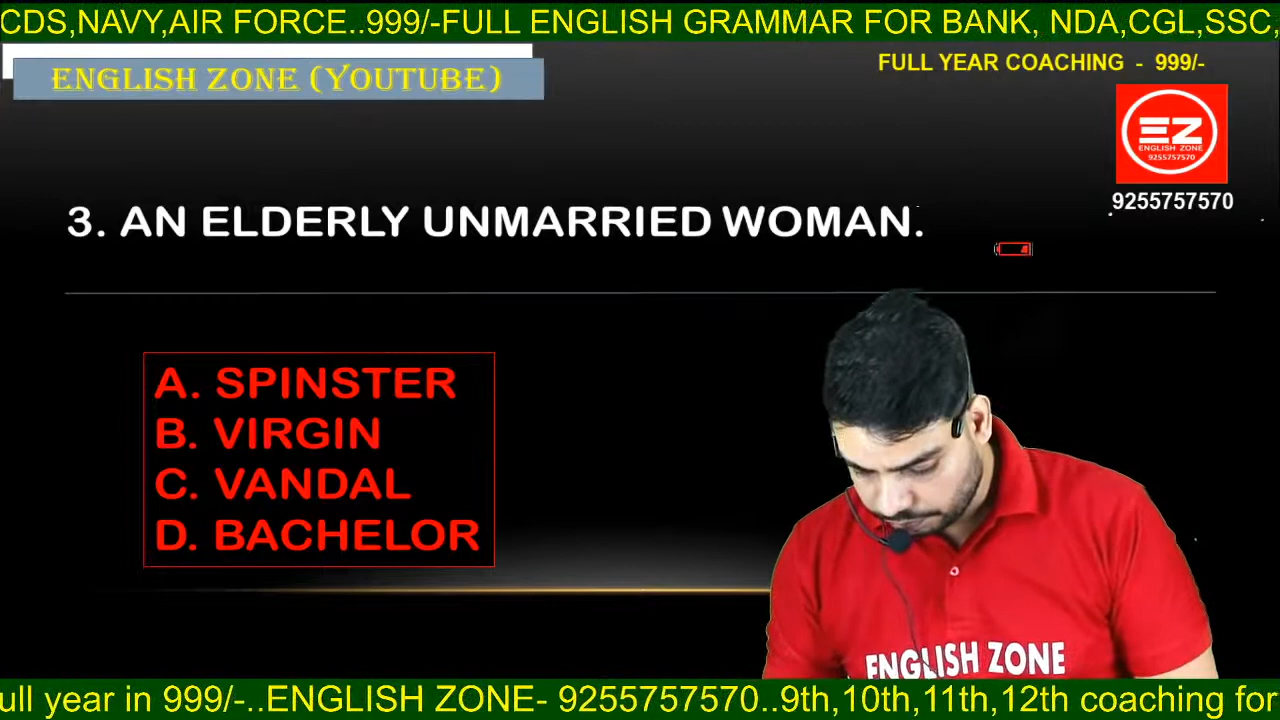 CDS,NAVY,AIR FORCE..999/-FULL ENGLISH GRAMMAR FOR BANK, NDA,CGL,SSC,
ENGLISH ZONE (YOUTUBE)
FULL YEAR COACHING - 999/-
EZ
ENGLISH ZONE
9255757570
9255757570
3. AN ELDERLY UNMARRIED WOMAN.
A. SPINSTER
B. VIRGIN
C. VANDAL
D. BACHELOR
ENGLISH ZONE
ull year in 999/-..ENGLISH ZONE- 9255757570..9th,10th,11th,12th coaching for